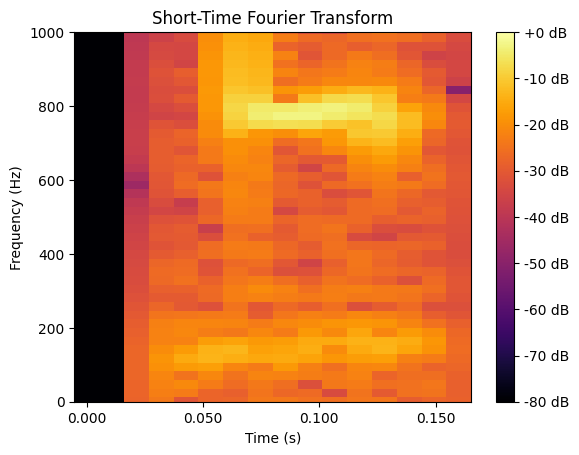 Short-Time Fourier Transform
1000
800
600
400
200
0
Frequency (Hz)
0.000
0.050
0.100
0.150
Time (s)
+0 dB
-10 dB
-20 dB
-30 dB
-40 dB
-50 dB
-60 dB
-70 dB
-80 dB